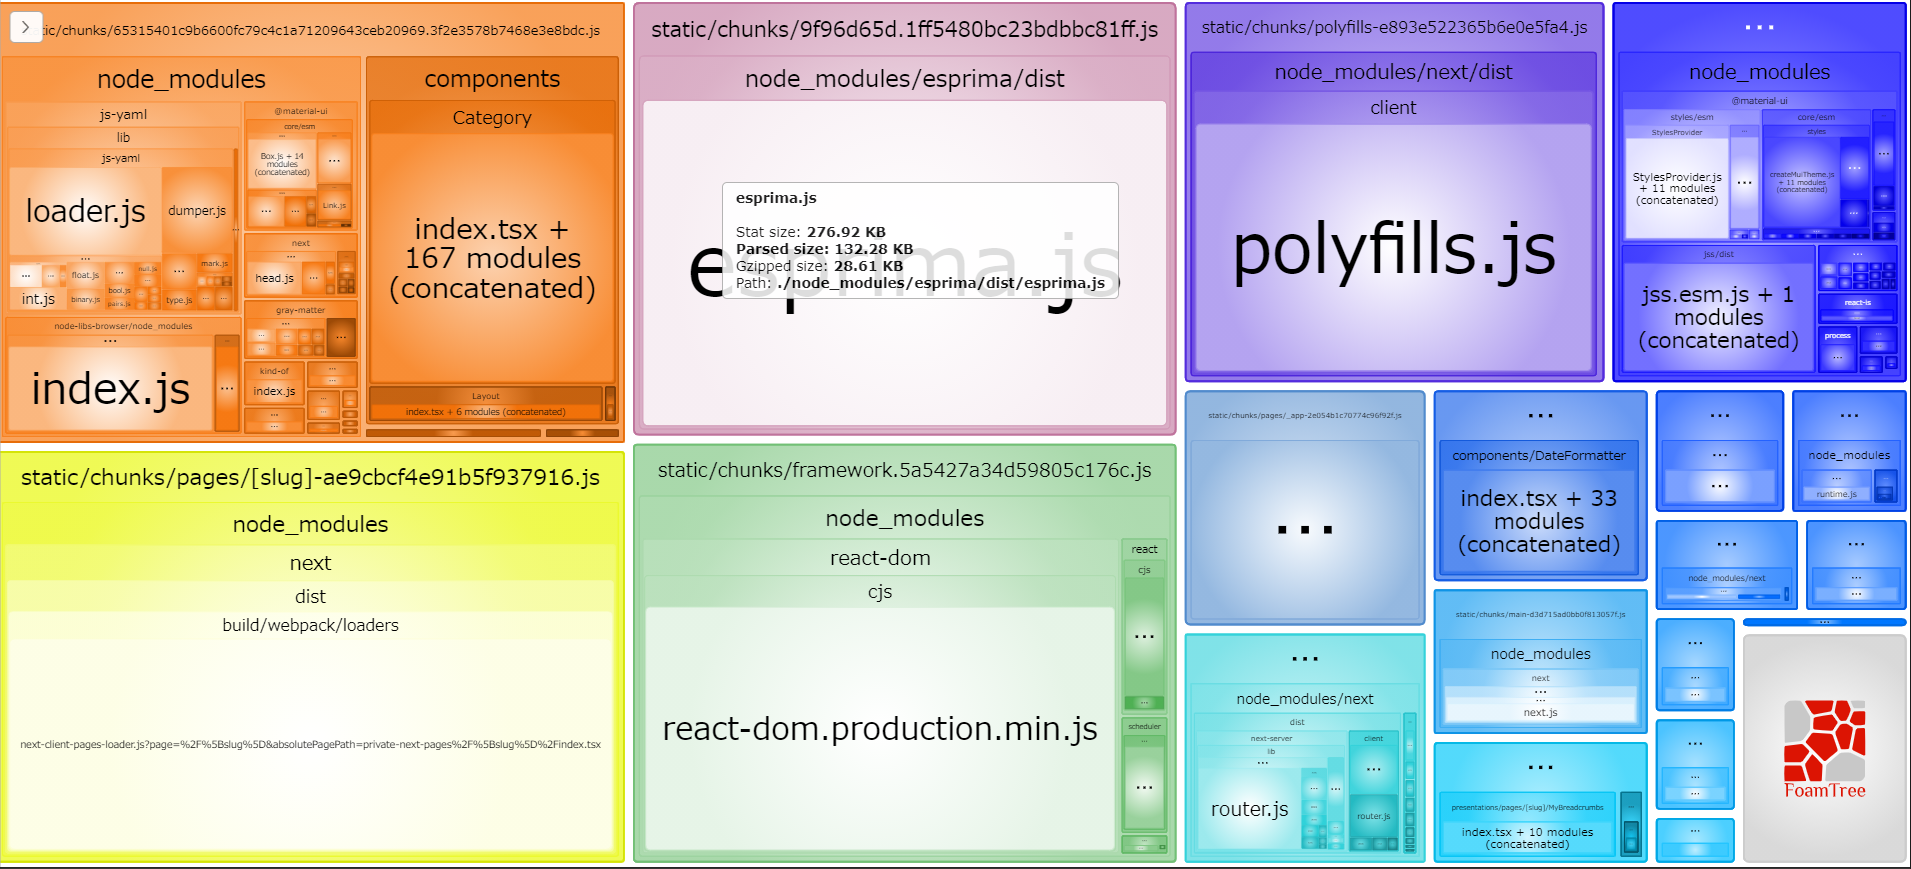 tic/chunks/65315401c9b6600fc79c4c1a71209643ceb20969.3f2e3578b7468e3e8bdc.js
node_modules
js-yaml
lib
js-yaml
loader.js
dumper.js
...
...
...
float.js
...
null.js
...
mark.js
int.js
binary.js
bool.js
pairs.js
type.js
...
...
node-libs-browser/node_modules
...
index.js
...
@material-ui
core/esm
...
Box.js + 14
modules
(concatenated)
...
...
...
Link.js
next
head.js
...
gray-matter
...
...
kind-of
index.js
...
...
components
Category
index.tsx +
167 modules
(concatenated)
Layout
index.tsx + 6 modules (concatenated)
static/chunks/9f96d65d.1ff5480bc23bdbbc81ff.js
node_modules/esprima/dist
esprima.js
esprima.js
Stat size: 276.92 KB
Parsed size: 132.28 KB
Gzipped size: 28.61 KB
Path: ./node_modules/esprima/dist/esprima.js
static/chunks/polyfills-e893e522365b6e0e5fa4.js
node_modules/next/dist
client
polyfills.js
...
node_modules
@material-ui
styles/esm
StylesProvider
StylesProvider.js
+ 11 modules
(concatenated)
...
core/esm
styles
createMuiTheme.js
+ 11 modules
(concatenated)
...
...
...
jss/dist
jss.esm.js + 1
modules
(concatenated)
react-is
process
...
static/chunks/pages/[slug]-ae9cbcf4e91b5f937916.js
node_modules
next
dist
build/webpack/loaders
next-client-pages-loader.js?page=%2F%5Bslug%5D&absolutePagePath=private-next-pages%2F%5Bslug%5D%2Findex.tsx
static/chunks/framework.5a5427a34d59805c176c.js
node_modules
react-dom
cjs
react-dom.production.min.js
react
cjs
...
...
scheduler
...
...
static/chunks/pages/_app-2e054b1c70774c96f92f.js
...
...
components/DateFormatter
index.tsx + 33
modules
(concatenated)
...
...
...
...
node_modules
...
runtime.js
...
node_modules/next
...
...
...
...
static/chunks/main-d3d715ad0bb0f813057f.js
node_modules
next
...
...
next.js
...
node_modules/next
dist
next-server
lib
...
router.js
...
...
client
...
router.js
...
presentations/pages/[slug]/MyBreadcrumbs
index.tsx + 10 modules
(concatenated)
...
...
...
...
...
...
...
...
FoamTree